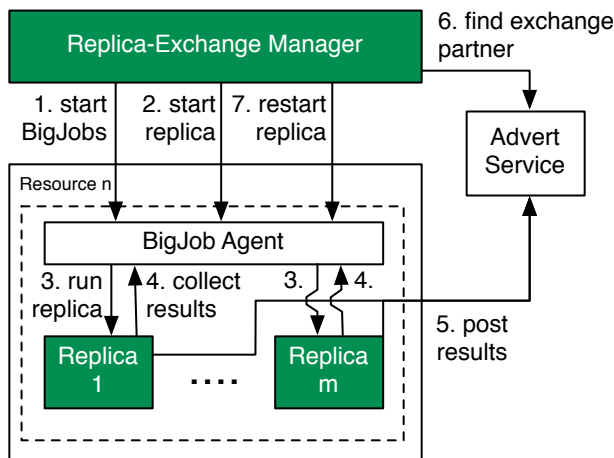 Replica-Exchange Manager
6. find exchange
partner
1. start
BigJobs
2. start
replica
7. restart
replica
Advert
Service
Resource n
BigJob Agent
3. run
replica
4. collect
results
3.
4.
5. post
results
Replica
1
....
Replica
m